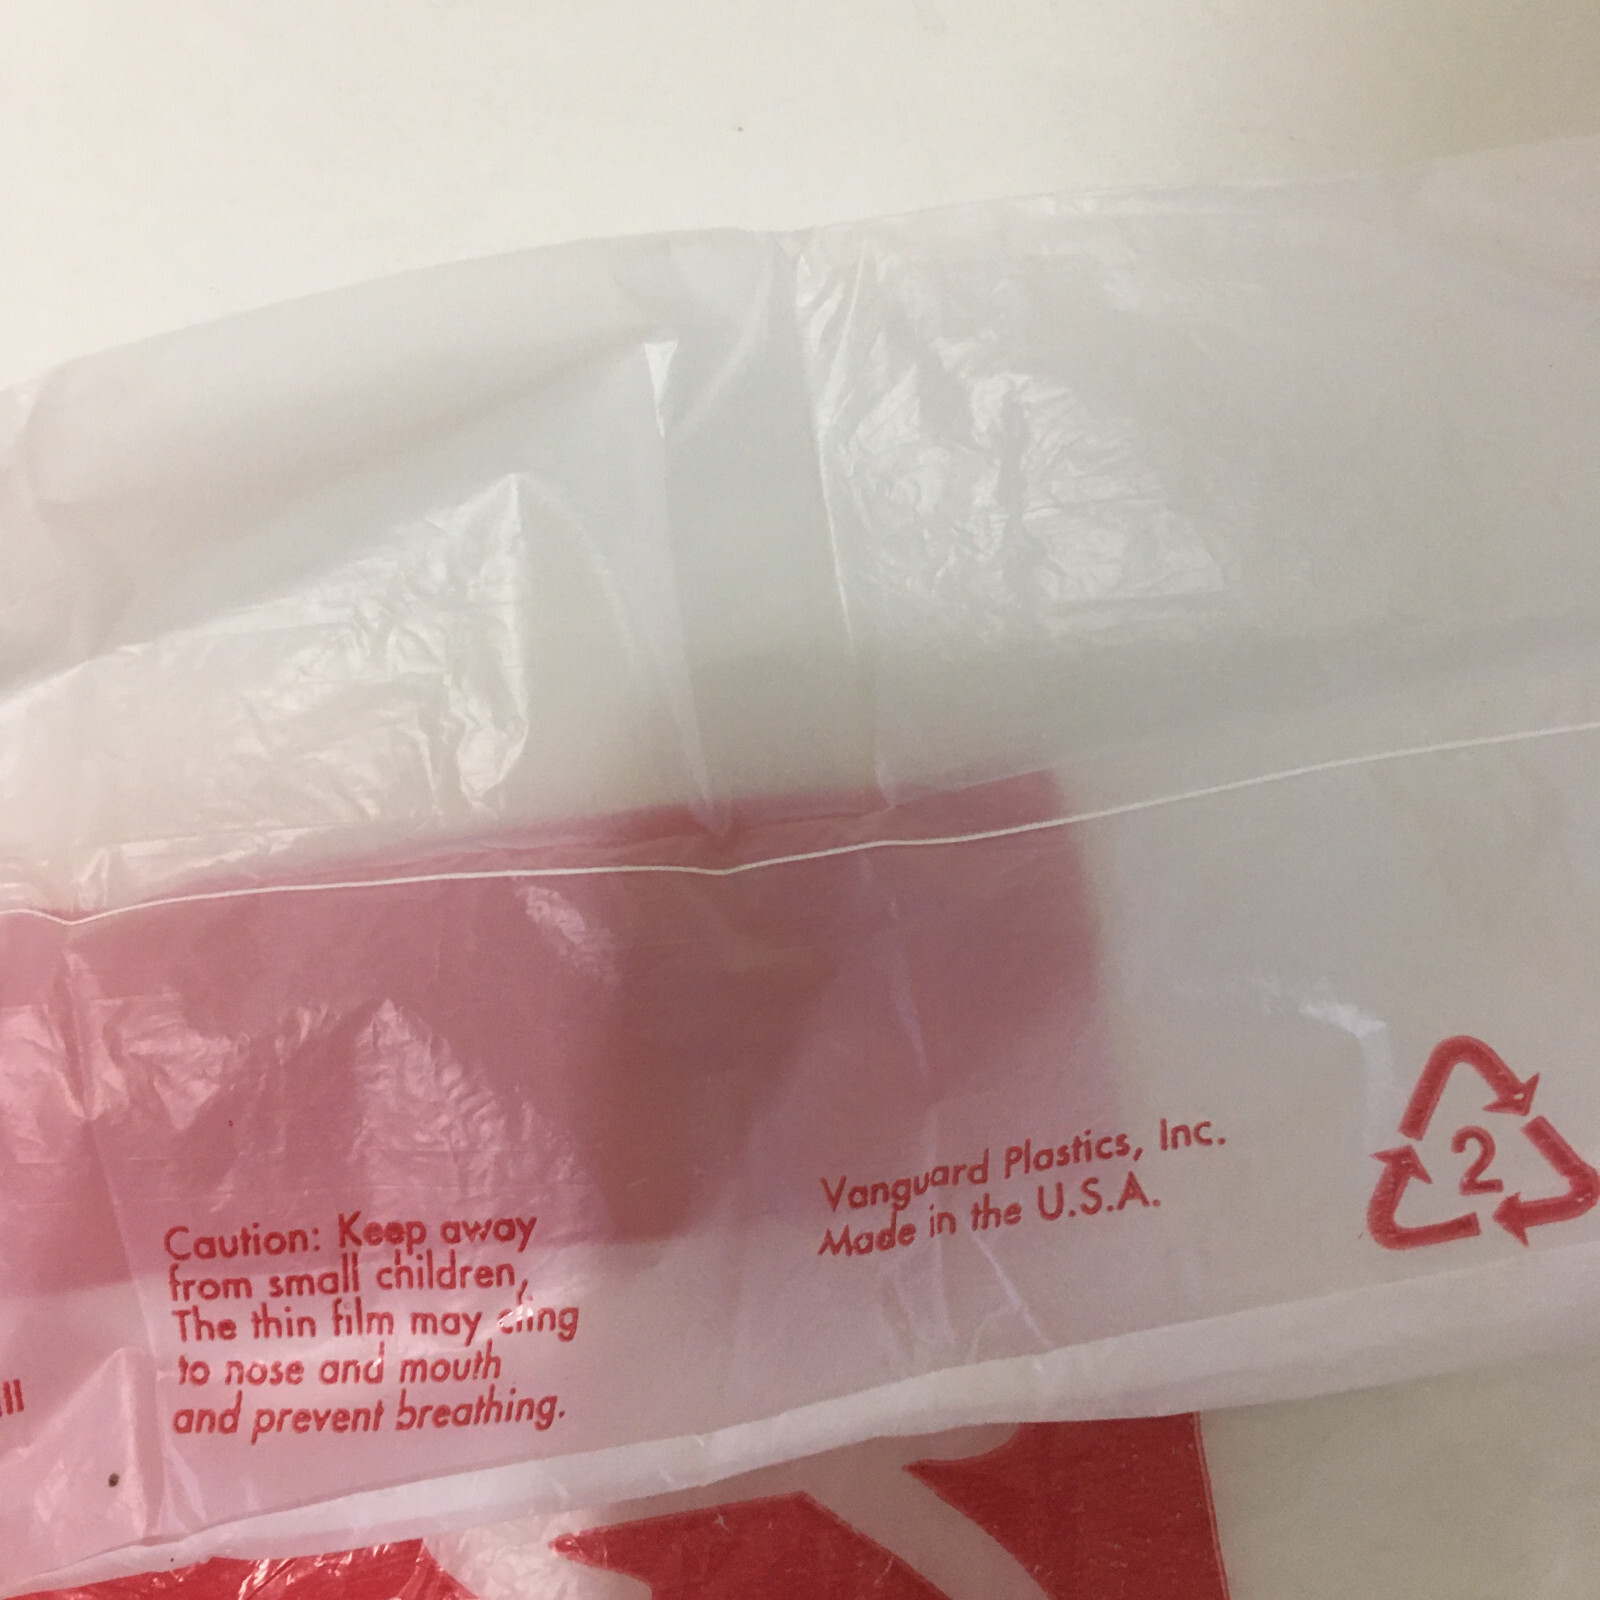 Caution: Keep away
from small children,
The thin film may cling
to nose and mouth
and prevent breathing.
Vanguard Plastics, Inc.
Made in the U.S.A.
2